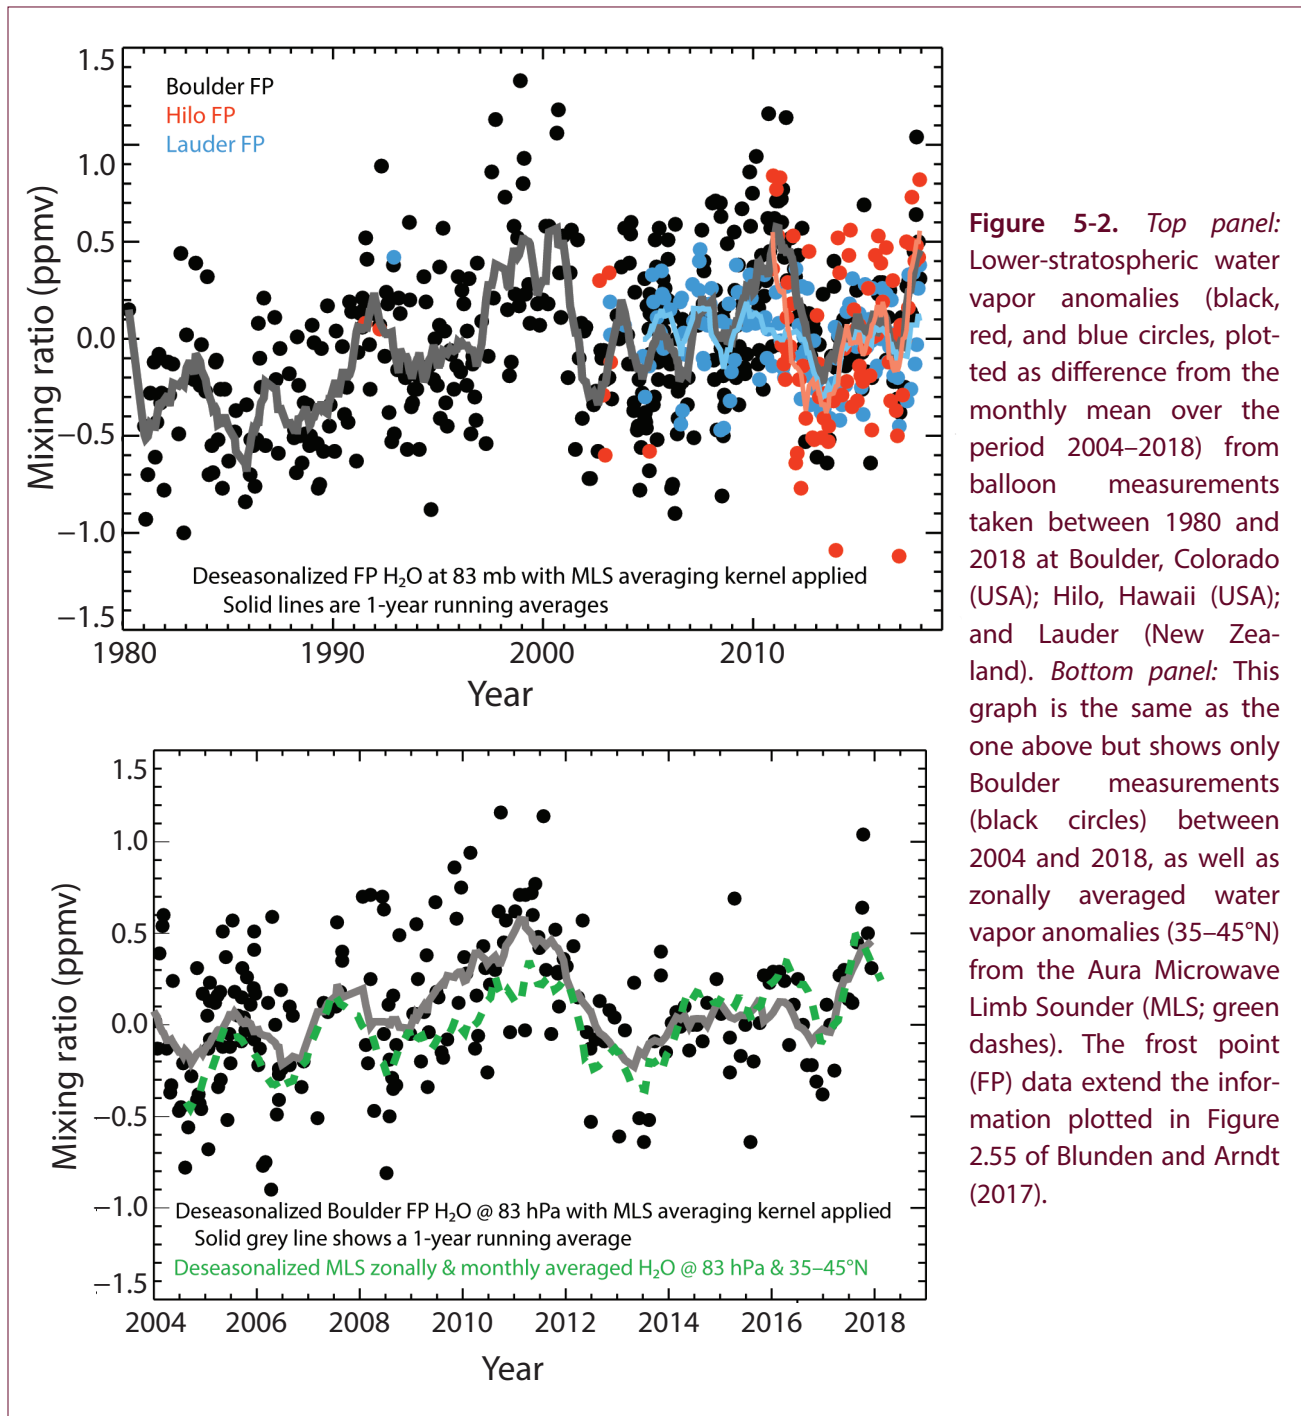 1.5
1.0
0.5
0.0
−0.5
−1.0
−1.5
Mixing ratio (ppmv)
Boulder FP
Hilo FP
Lauder FP
Deseasonalized FP H₂O at 83 mb with MLS averaging kernel applied
Solid lines are 1-year running averages
1980 1990 2000 2010
Year
1.5
1.0
0.5
0.0
−0.5
−1.0
−1.5
Mixing ratio (ppmv)
Deseasonalized Boulder FP H₂O @ 83 hPa with MLS averaging kernel applied
Solid grey line shows a 1-year running average
Deseasonalized MLS zonally & monthly averaged H₂O @ 83 hPa & 35–45°N
2004 2006 2008 2010 2012 2014 2016 2018
Year
Figure 5-2. Top panel:
Lower-stratospheric water
vapor anomalies (black,
red, and blue circles, plot-
ted as difference from the
monthly mean over the
period 2004–2018) from
balloon measurements
taken between 1980 and
2018 at Boulder, Colorado
(USA); Hilo, Hawaii (USA);
and Lauder (New Zea-
land). Bottom panel: This
graph is the same as the
one above but shows only
Boulder measurements
(black circles) between
2004 and 2018, as well as
zonally averaged water
vapor anomalies (35–45°N)
from the Aura Microwave
Limb Sounder (MLS; green
dashes). The frost point
(FP) data extend the infor-
mation plotted in Figure
2.55 of Blunden and Arndt
(2017).